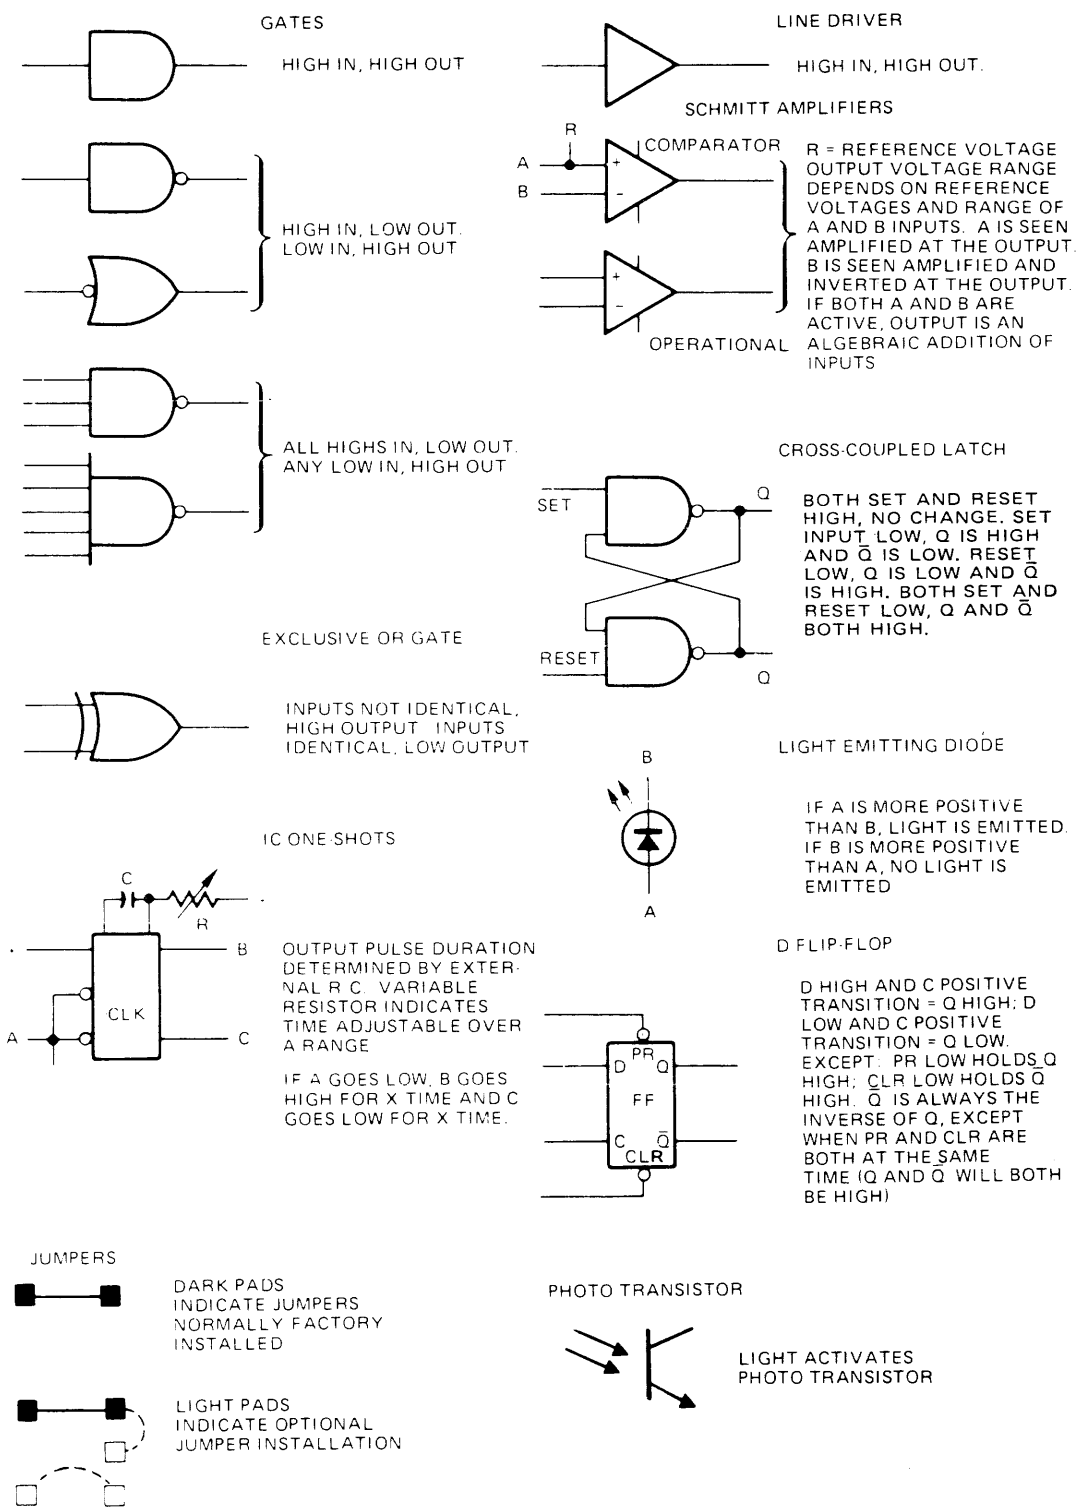 GATES
HIGH IN, HIGH OUT
HIGH IN, LOW OUT.
LOW IN, HIGH OUT
ALL HIGHS IN, LOW OUT.
ANY LOW IN, HIGH OUT
EXCLUSIVE OR GATE
INPUTS NOT IDENTICAL,
HIGH OUTPUT INPUTS
IDENTICAL, LOW OUTPUT
IC ONE-SHOTS
C
R
B
A
CLK
C
OUTPUT PULSE DURATION
DETERMINED BY EXTER-
NAL R C. VARIABLE
RESISTOR INDICATES
TIME ADJUSTABLE OVER
A RANGE
IF A GOES LOW, B GOES
HIGH FOR X TIME AND C
GOES LOW FOR X TIME.
JUMPERS
DARK PADS
INDICATE JUMPERS
NORMALLY FACTORY
INSTALLED
LIGHT PADS
INDICATE OPTIONAL
JUMPER INSTALLATION
LINE DRIVER
HIGH IN, HIGH OUT.
SCHMITT AMPLIFIERS
R
A
B
+
−
COMPARATOR
+
−
OPERATIONAL
R = REFERENCE VOLTAGE
OUTPUT VOLTAGE RANGE
DEPENDS ON REFERENCE
VOLTAGES AND RANGE OF
A AND B INPUTS. A IS SEEN
AMPLIFIED AT THE OUTPUT.
B IS SEEN AMPLIFIED AND
INVERTED AT THE OUTPUT.
IF BOTH A AND B ARE
ACTIVE, OUTPUT IS AN
ALGEBRAIC ADDITION OF
INPUTS
CROSS-COUPLED LATCH
SET
Q
RESET
Q
BOTH SET AND RESET
HIGH, NO CHANGE. SET
INPUT LOW, Q IS HIGH
AND Q̄ IS LOW. RESET
LOW, Q IS LOW AND Q̄
IS HIGH. BOTH SET AND
RESET LOW, Q AND Q̄
BOTH HIGH.
LIGHT EMITTING DIODE
B
A
IF A IS MORE POSITIVE
THAN B, LIGHT IS EMITTED.
IF B IS MORE POSITIVE
THAN A, NO LIGHT IS
EMITTED
D FLIP-FLOP
PR
D Q
FF
C Q̄
CLR
D HIGH AND C POSITIVE
TRANSITION = Q HIGH; D
LOW AND C POSITIVE
TRANSITION = Q LOW.
EXCEPT: PR LOW HOLDS Q
HIGH; CLR LOW HOLDS Q̄
HIGH. Q̄ IS ALWAYS THE
INVERSE OF Q, EXCEPT
WHEN PR AND CLR ARE
BOTH AT THE SAME
TIME (Q AND Q̄ WILL BOTH
BE HIGH)
PHOTO TRANSISTOR
LIGHT ACTIVATES
PHOTO TRANSISTOR